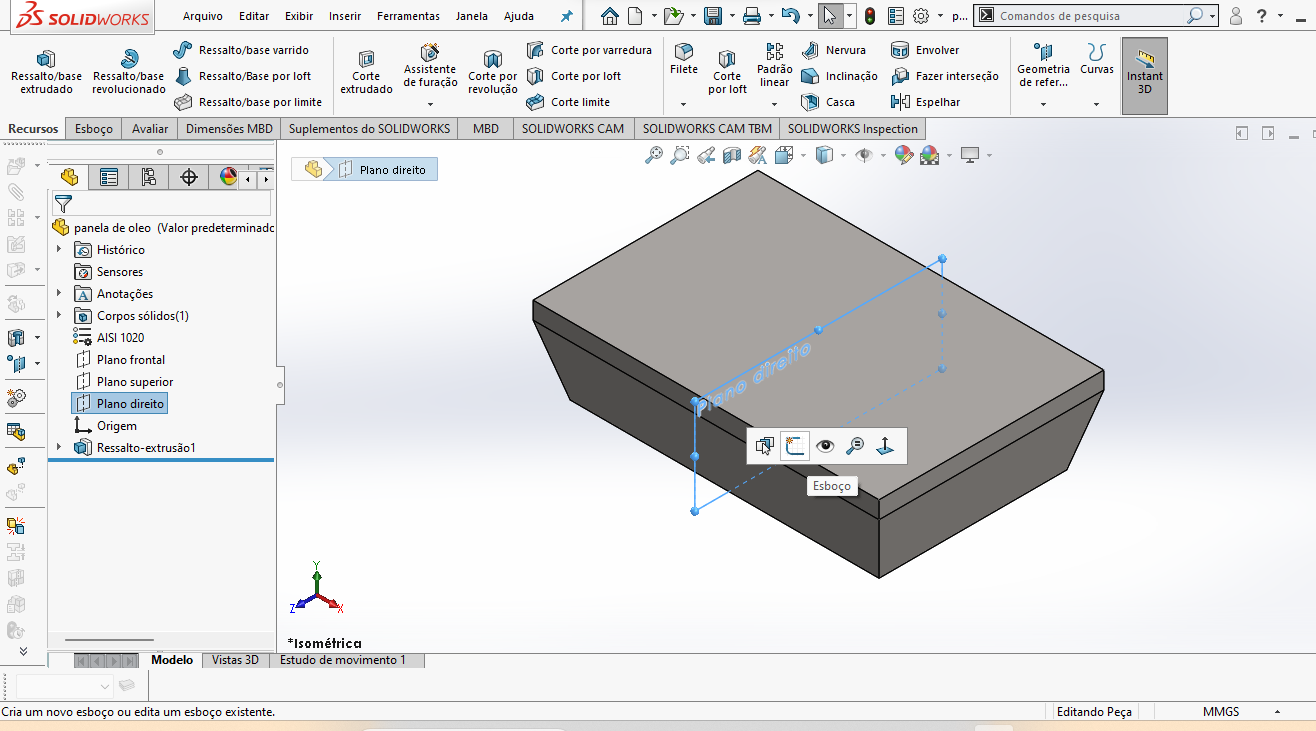 SOLIDWORKS
Arquivo Editar Exibir Inserir Ferramentas Janela Ajuda
p...
Comandos de pesquisa
?
Ressalto/base extrudado
Ressalto/base revolucionado
Ressalto/base varrido
Ressalto/Base por loft
Ressalto/base por limite
Corte extrudado
Assistente de furação
Corte por revolução
Corte por varredura
Corte por loft
Corte limite
Filete
Corte por loft
Padrão linear
Nervura
Inclinação
Casca
Envolver
Fazer interseção
Espelhar
Geometria de refer...
Curvas
Instant 3D
Recursos Esboço Avaliar Dimensões MBD Suplementos do SOLIDWORKS MBD SOLIDWORKS CAM SOLIDWORKS CAM TBM SOLIDWORKS Inspection
Plano direito
panela de oleo (Valor predeterminado
Histórico
Sensores
A Anotações
Corpos sólidos(1)
AISI 1020
Plano frontal
Plano superior
Plano direito
Origem
Ressalto-extrusão1
Plano direito
Esboço
Y
Z
X
*Isométrica
Modelo Vistas 3D Estudo de movimento 1
Cria um novo esboço ou edita um esboço existente.
Editando Peça
MMGS